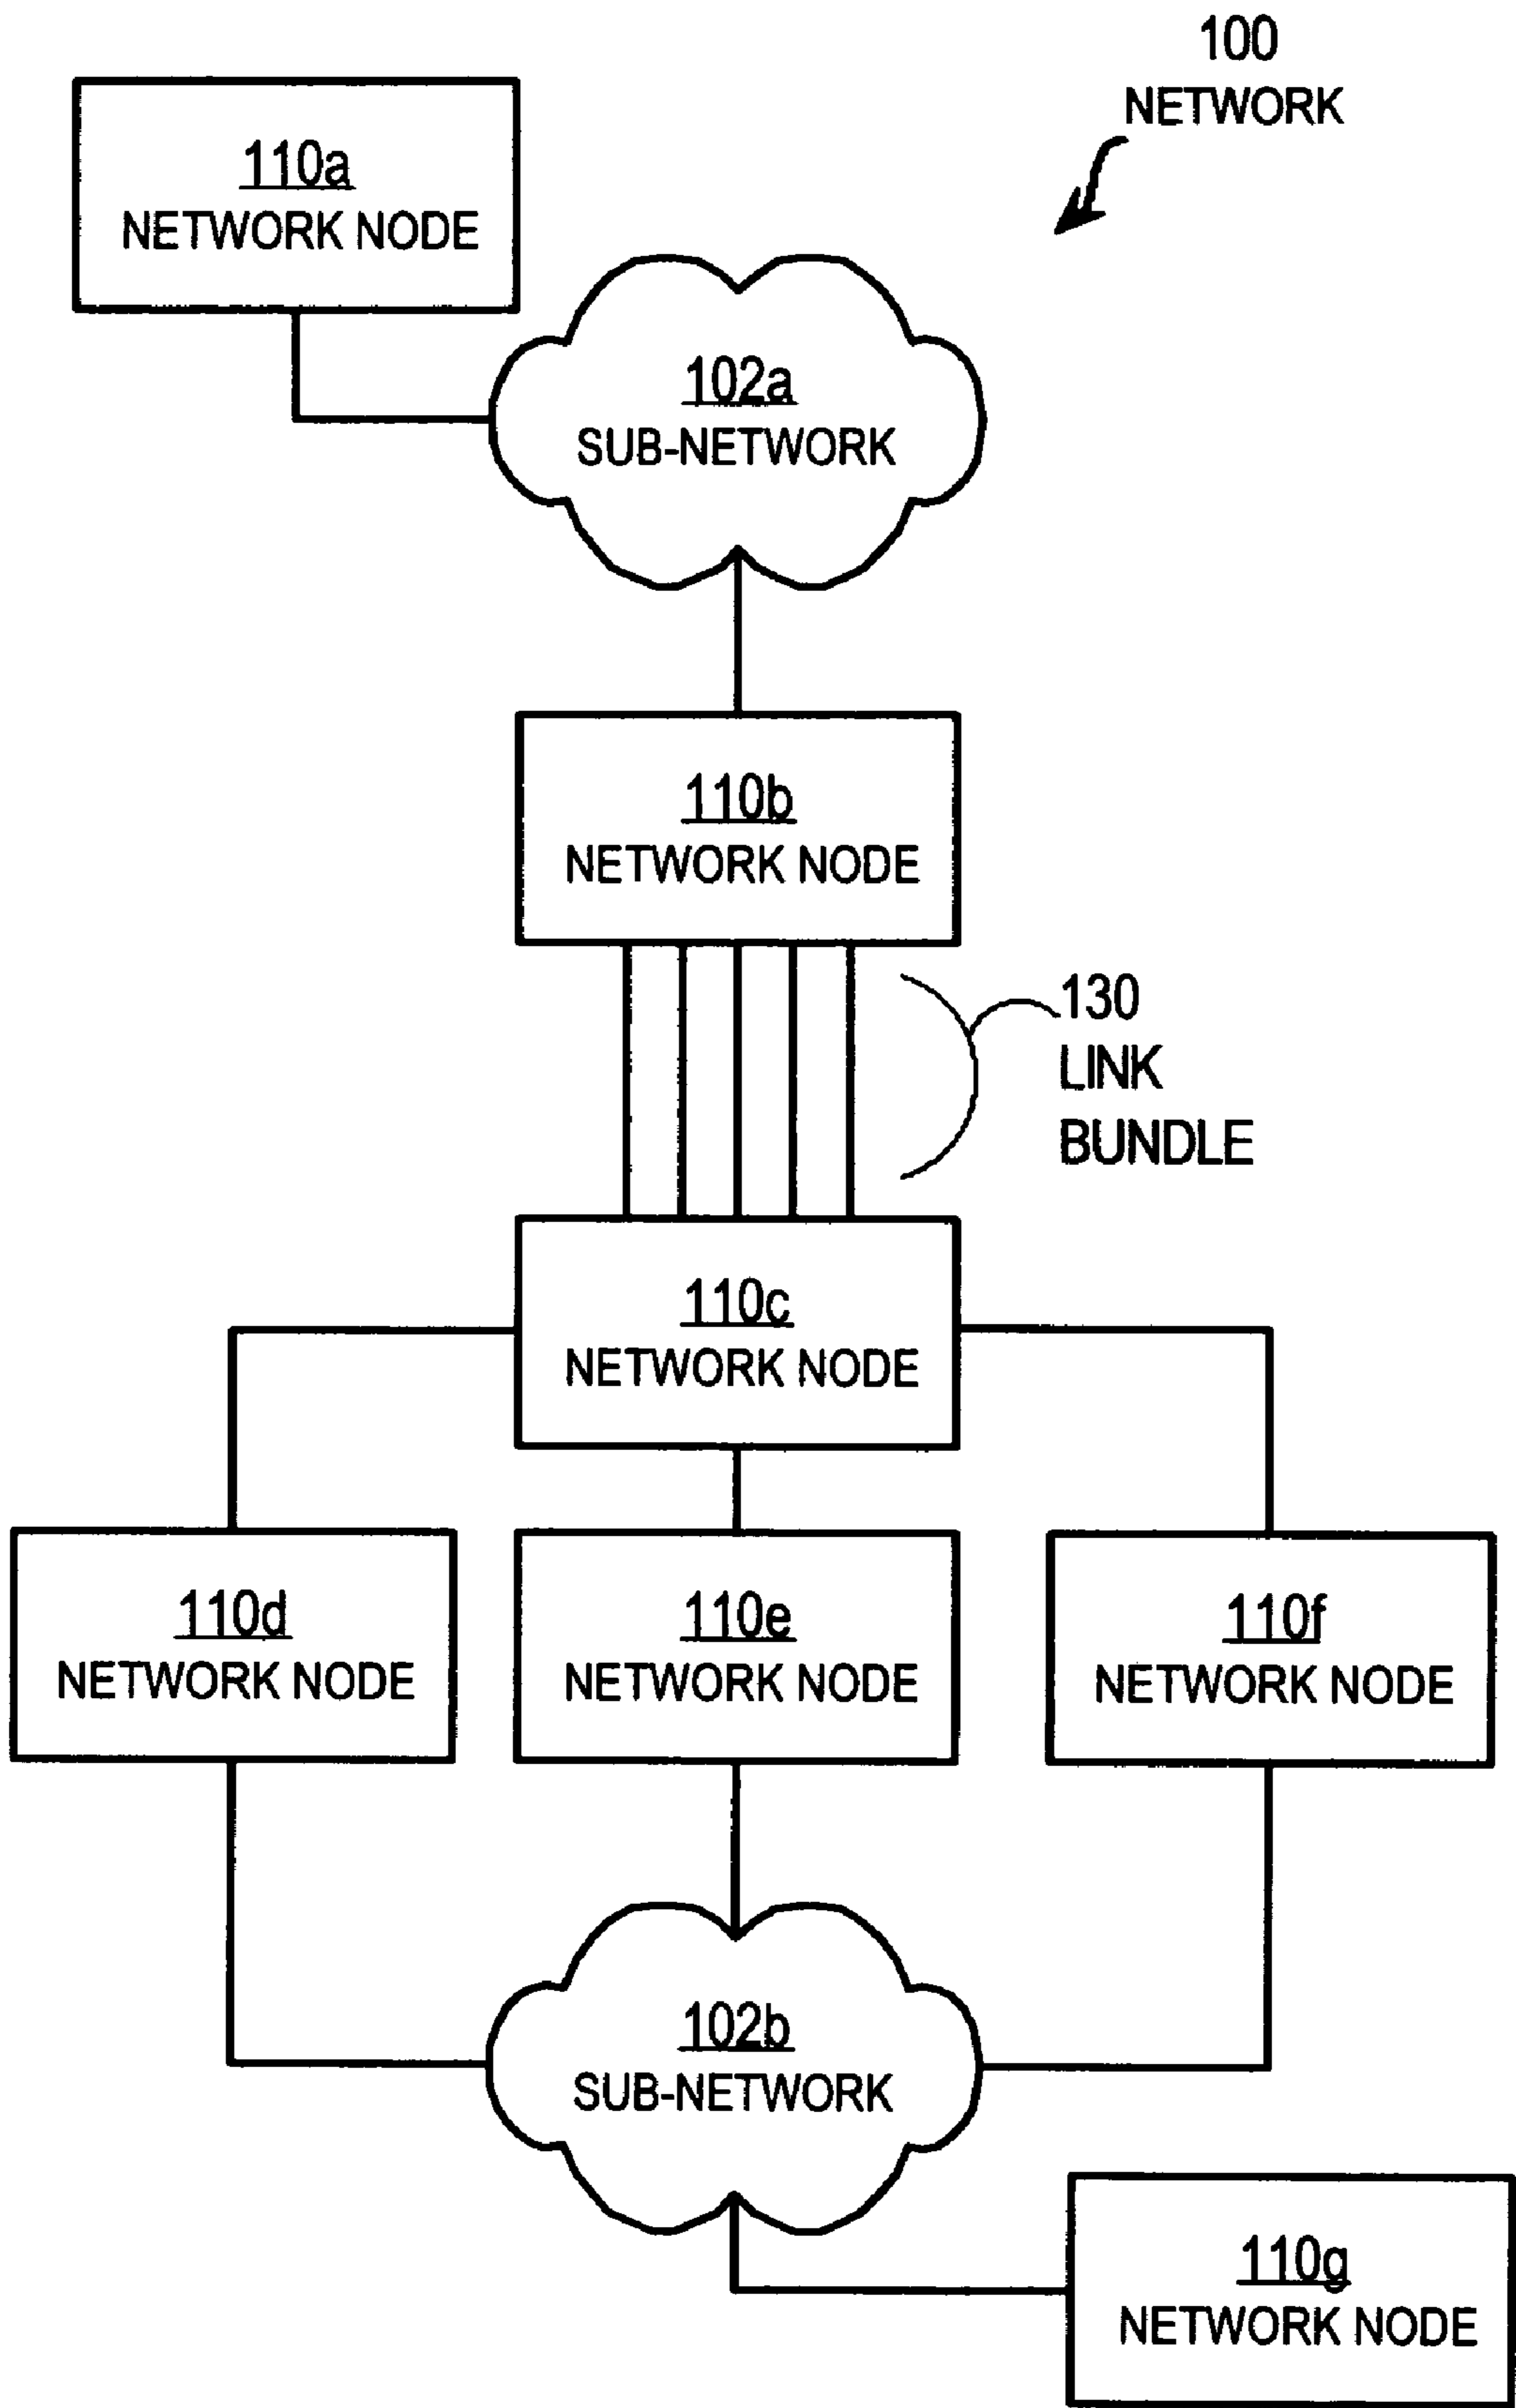 100
NETWORK
110a
NETWORK NODE
102a
SUB-NETWORK
110b
NETWORK NODE
130
LINK
BUNDLE
110c
NETWORK NODE
110d
NETWORK NODE
110e
NETWORK NODE
110f
NETWORK NODE
102b
SUB-NETWORK
110g
NETWORK NODE